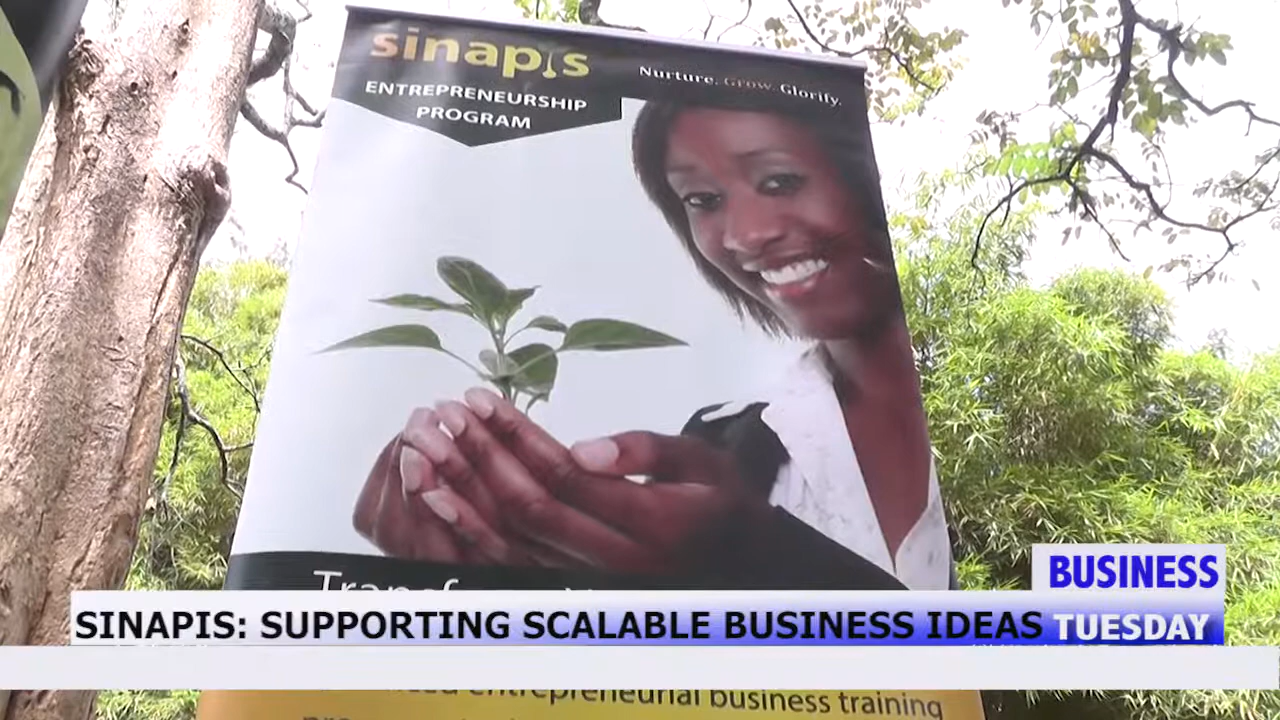 sinapis
Nurture. Grow. Glorify.
ENTREPRENEURSHIP
PROGRAM
BUSINESS
SINAPIS: SUPPORTING SCALABLE BUSINESS IDEAS
TUESDAY
entrepreneurial business training